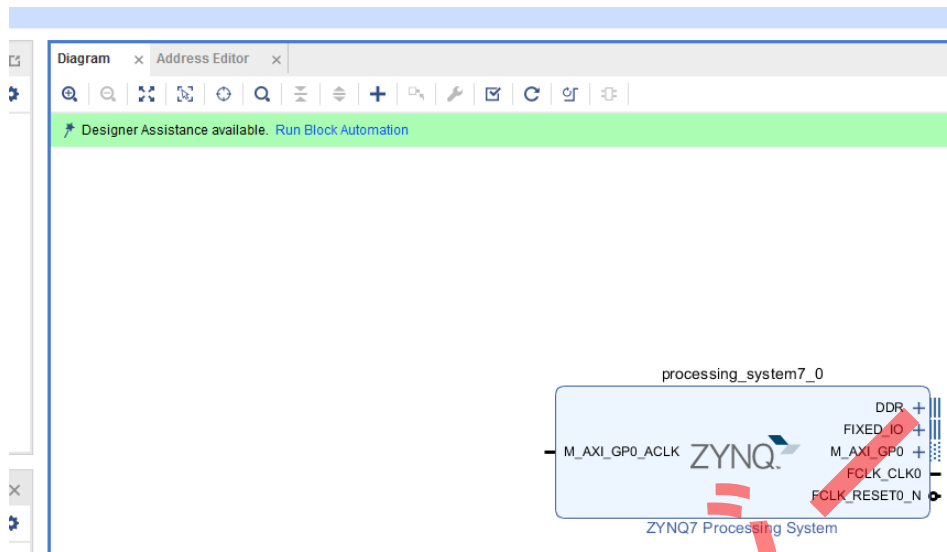 Diagram
Address Editor
Designer Assistance available. Run Block Automation
processing_system7_0
DDR
FIXED_IO
M_AXI_GP0_ACLK
ZYNQ.
M_AXI_GP0
FCLK_CLK0
FCLK_RESET0_N
ZYNQ7 Processing System